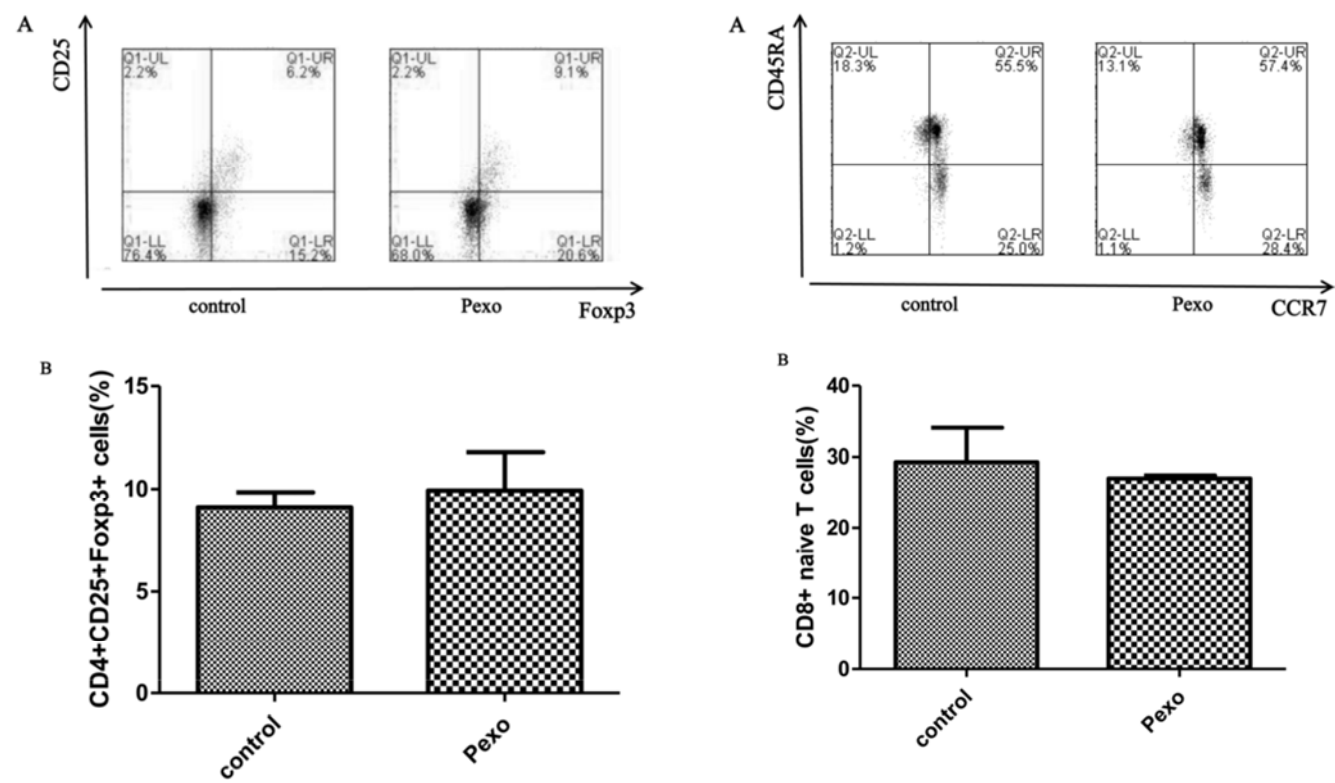 A
CD25
Q1-UL
2.2%
Q1-UR
6.2%
Q1-LL
76.4%
Q1-LR
15.2%
Q1-UL
2.2%
Q1-UR
9.1%
Q1-LL
68.0%
Q1-LR
20.6%
control
Pexo
Foxp3
A
CD45RA
Q2-UL
18.3%
Q2-UR
55.5%
Q2-LL
1.2%
Q2-LR
25.0%
Q2-UL
13.1%
Q2-UR
57.4%
Q2-LL
1.1%
Q2-LR
28.4%
control
Pexo
CCR7
B
CD4+CD25+Foxp3+ cells(%)
15
10
5
0
control
Pexo
B
CD8+ naive T cells(%)
40
30
20
10
0
control
Pexo